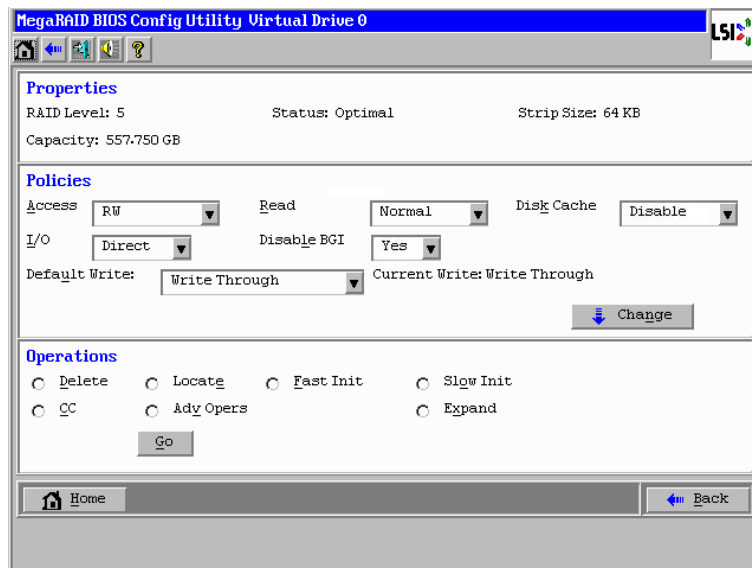 MegaRAID BIOS Config Utility Virtual Drive 0
LSI
Properties
RAID Level: 5 Status: Optimal Strip Size: 64 KB
Capacity: 557.750 GB
Policies
Access RW Read Normal Disk Cache Disable
I/O Direct Disable BGI Yes
Default Write: Write Through Current Write: Write Through
Change
Operations
Delete Locate Fast Init Slow Init
CC Adv Opers Expand
Go
Home Back